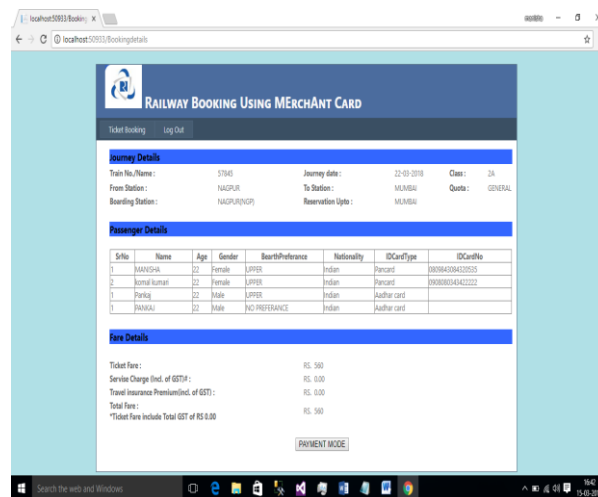 localhost:50933/Booking
localhost:50933/Bookingdetails
RAILWAY BOOKING USING MERCHANT CARD
Ticket Booking Log Out
Journey Details
Train No./Name : 57845 Journey date : 22-03-2018 Class : 2A
From Station : NAGPUR To Station : MUMBAI Quota : GENERAL
Boarding Station : NAGPUR(NGP) Reservation Upto : MUMBAI
Passenger Details
SrNo Name Age Gender BearthPreferance Nationality IDCardType IDCardNo
1 MANISHA 22 Female UPPER Indian Pancard 0809843084320535
2 komal kumari 22 Female UPPER Indian Pancard 0908080343422222
1 Pankaj 22 Male UPPER Indian Aadhar card
1 PANKAJ 22 Male NO PREFERANCE Indian Aadhar card
Fare Details
Ticket Fare : RS. 560
Servise Charge (Incl. of GST)# : RS. 0.00
Travel insurance Premium(incl. of GST) : RS. 0.00
Total Fare : RS. 560
*Ticket Fare include Total GST of RS 0.00
PAYMENT MODE
Search the web and Windows
16:42
15-03-20